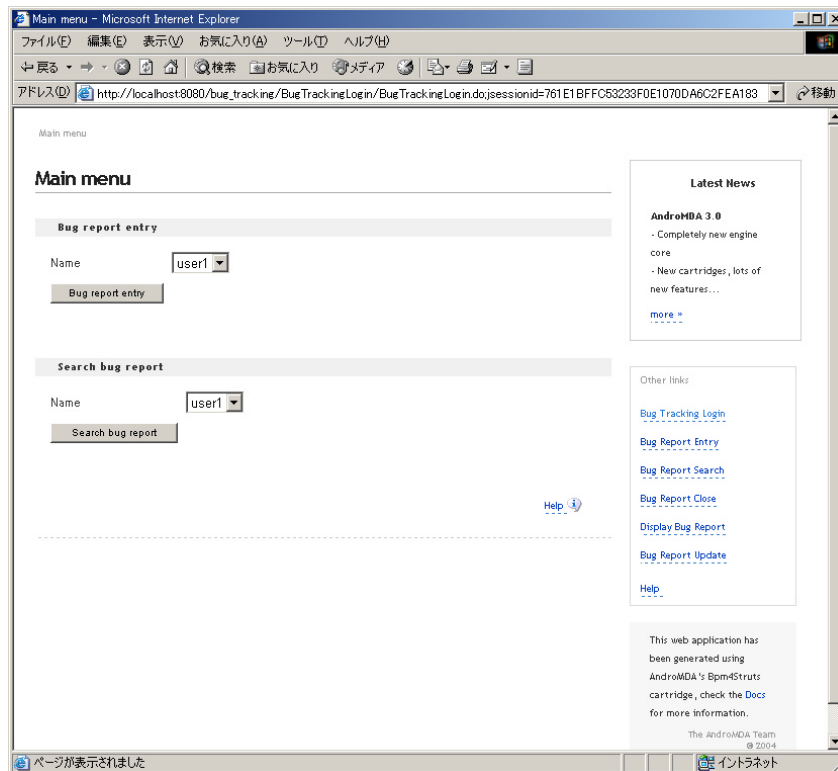 Main menu - Microsoft Internet Explorer
ファイル(F) 編集(E) 表示(V) お気に入り(A) ツール(T) ヘルプ(H)
戻る 検索 お気に入り メディア
アドレス(D) http://localhost:8080/bug_tracking/BugTrackingLogin/BugTrackingLogin.do;jsessionid=761E1BFFC53233F0E1070DA6C2FEA183 移動
Main menu
Main menu
Bug report entry
Name user1
Bug report entry
Search bug report
Name user1
Search bug report
Help
Latest News
AndroMDA 3.0
- Completely new engine
core
- New cartridges, lots of
new features...
more »
Other links
Bug Tracking Login
Bug Report Entry
Bug Report Search
Bug Report Close
Display Bug Report
Bug Report Update
Help
This web application has
been generated using
AndroMDA's Bpm4Struts
cartridge, check the Docs
for more information.
The AndroMDA Team
© 2004
ページが表示されました イントラネット